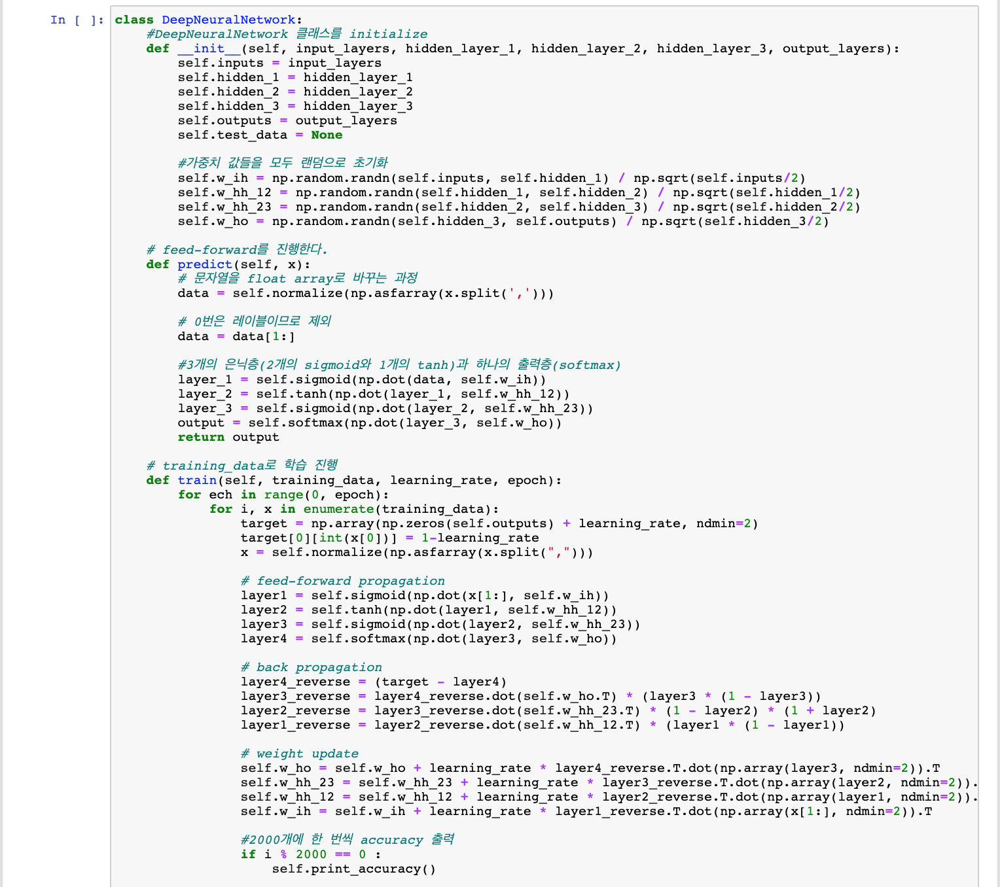 In [ ]:
class DeepNeuralNetwork:
    #DeepNeuralNetwork 클래스를 initialize
    def __init__(self, input_layers, hidden_layer_1, hidden_layer_2, hidden_layer_3, output_layers):
        self.inputs = input_layers
        self.hidden_1 = hidden_layer_1
        self.hidden_2 = hidden_layer_2
        self.hidden_3 = hidden_layer_3
        self.outputs = output_layers
        self.test_data = None

        #가중치 값들을 모두 랜덤으로 초기화
        self.w_ih = np.random.randn(self.inputs, self.hidden_1) / np.sqrt(self.inputs/2)
        self.w_hh_12 = np.random.randn(self.hidden_1, self.hidden_2) / np.sqrt(self.hidden_1/2)
        self.w_hh_23 = np.random.randn(self.hidden_2, self.hidden_3) / np.sqrt(self.hidden_2/2)
        self.w_ho = np.random.randn(self.hidden_3, self.outputs) / np.sqrt(self.hidden_3/2)

    # feed-forward를 진행한다.
    def predict(self, x):
        # 문자열을 float array로 바꾸는 과정
        data = self.normalize(np.asfarray(x.split(',')))

        # 0번은 레이블이므로 제외
        data = data[1:]

        #3개의 은닉층(2개의 sigmoid와 1개의 tanh)과 하나의 출력층(softmax)
        layer_1 = self.sigmoid(np.dot(data, self.w_ih))
        layer_2 = self.tanh(np.dot(layer_1, self.w_hh_12))
        layer_3 = self.sigmoid(np.dot(layer_2, self.w_hh_23))
        output = self.softmax(np.dot(layer_3, self.w_ho))
        return output

    # training_data로 학습 진행
    def train(self, training_data, learning_rate, epoch):
        for ech in range(0, epoch):
            for i, x in enumerate(training_data):
                target = np.array(np.zeros(self.outputs) + learning_rate, ndmin=2)
                target[0][int(x[0])] = 1-learning_rate
                x = self.normalize(np.asfarray(x.split(",")))

                # feed-forward propagation
                layer1 = self.sigmoid(np.dot(x[1:], self.w_ih))
                layer2 = self.tanh(np.dot(layer1, self.w_hh_12))
                layer3 = self.sigmoid(np.dot(layer2, self.w_hh_23))
                layer4 = self.softmax(np.dot(layer3, self.w_ho))

                # back propagation
                layer4_reverse = (target - layer4)
                layer3_reverse = layer4_reverse.dot(self.w_ho.T) * (layer3 * (1 - layer3))
                layer2_reverse = layer3_reverse.dot(self.w_hh_23.T) * (1 - layer2) * (1 + layer2)
                layer1_reverse = layer2_reverse.dot(self.w_hh_12.T) * (layer1 * (1 - layer1))

                # weight update
                self.w_ho = self.w_ho + learning_rate * layer4_reverse.T.dot(np.array(layer3, ndmin=2)).T
                self.w_hh_23 = self.w_hh_23 + learning_rate * layer3_reverse.T.dot(np.array(layer2, ndmin=2)).
                self.w_hh_12 = self.w_hh_12 + learning_rate * layer2_reverse.T.dot(np.array(layer1, ndmin=2)).
                self.w_ih = self.w_ih + learning_rate * layer1_reverse.T.dot(np.array(x[1:], ndmin=2)).T

                #2000개에 한 번씩 accuracy 출력
                if i % 2000 == 0 :
                    self.print_accuracy()